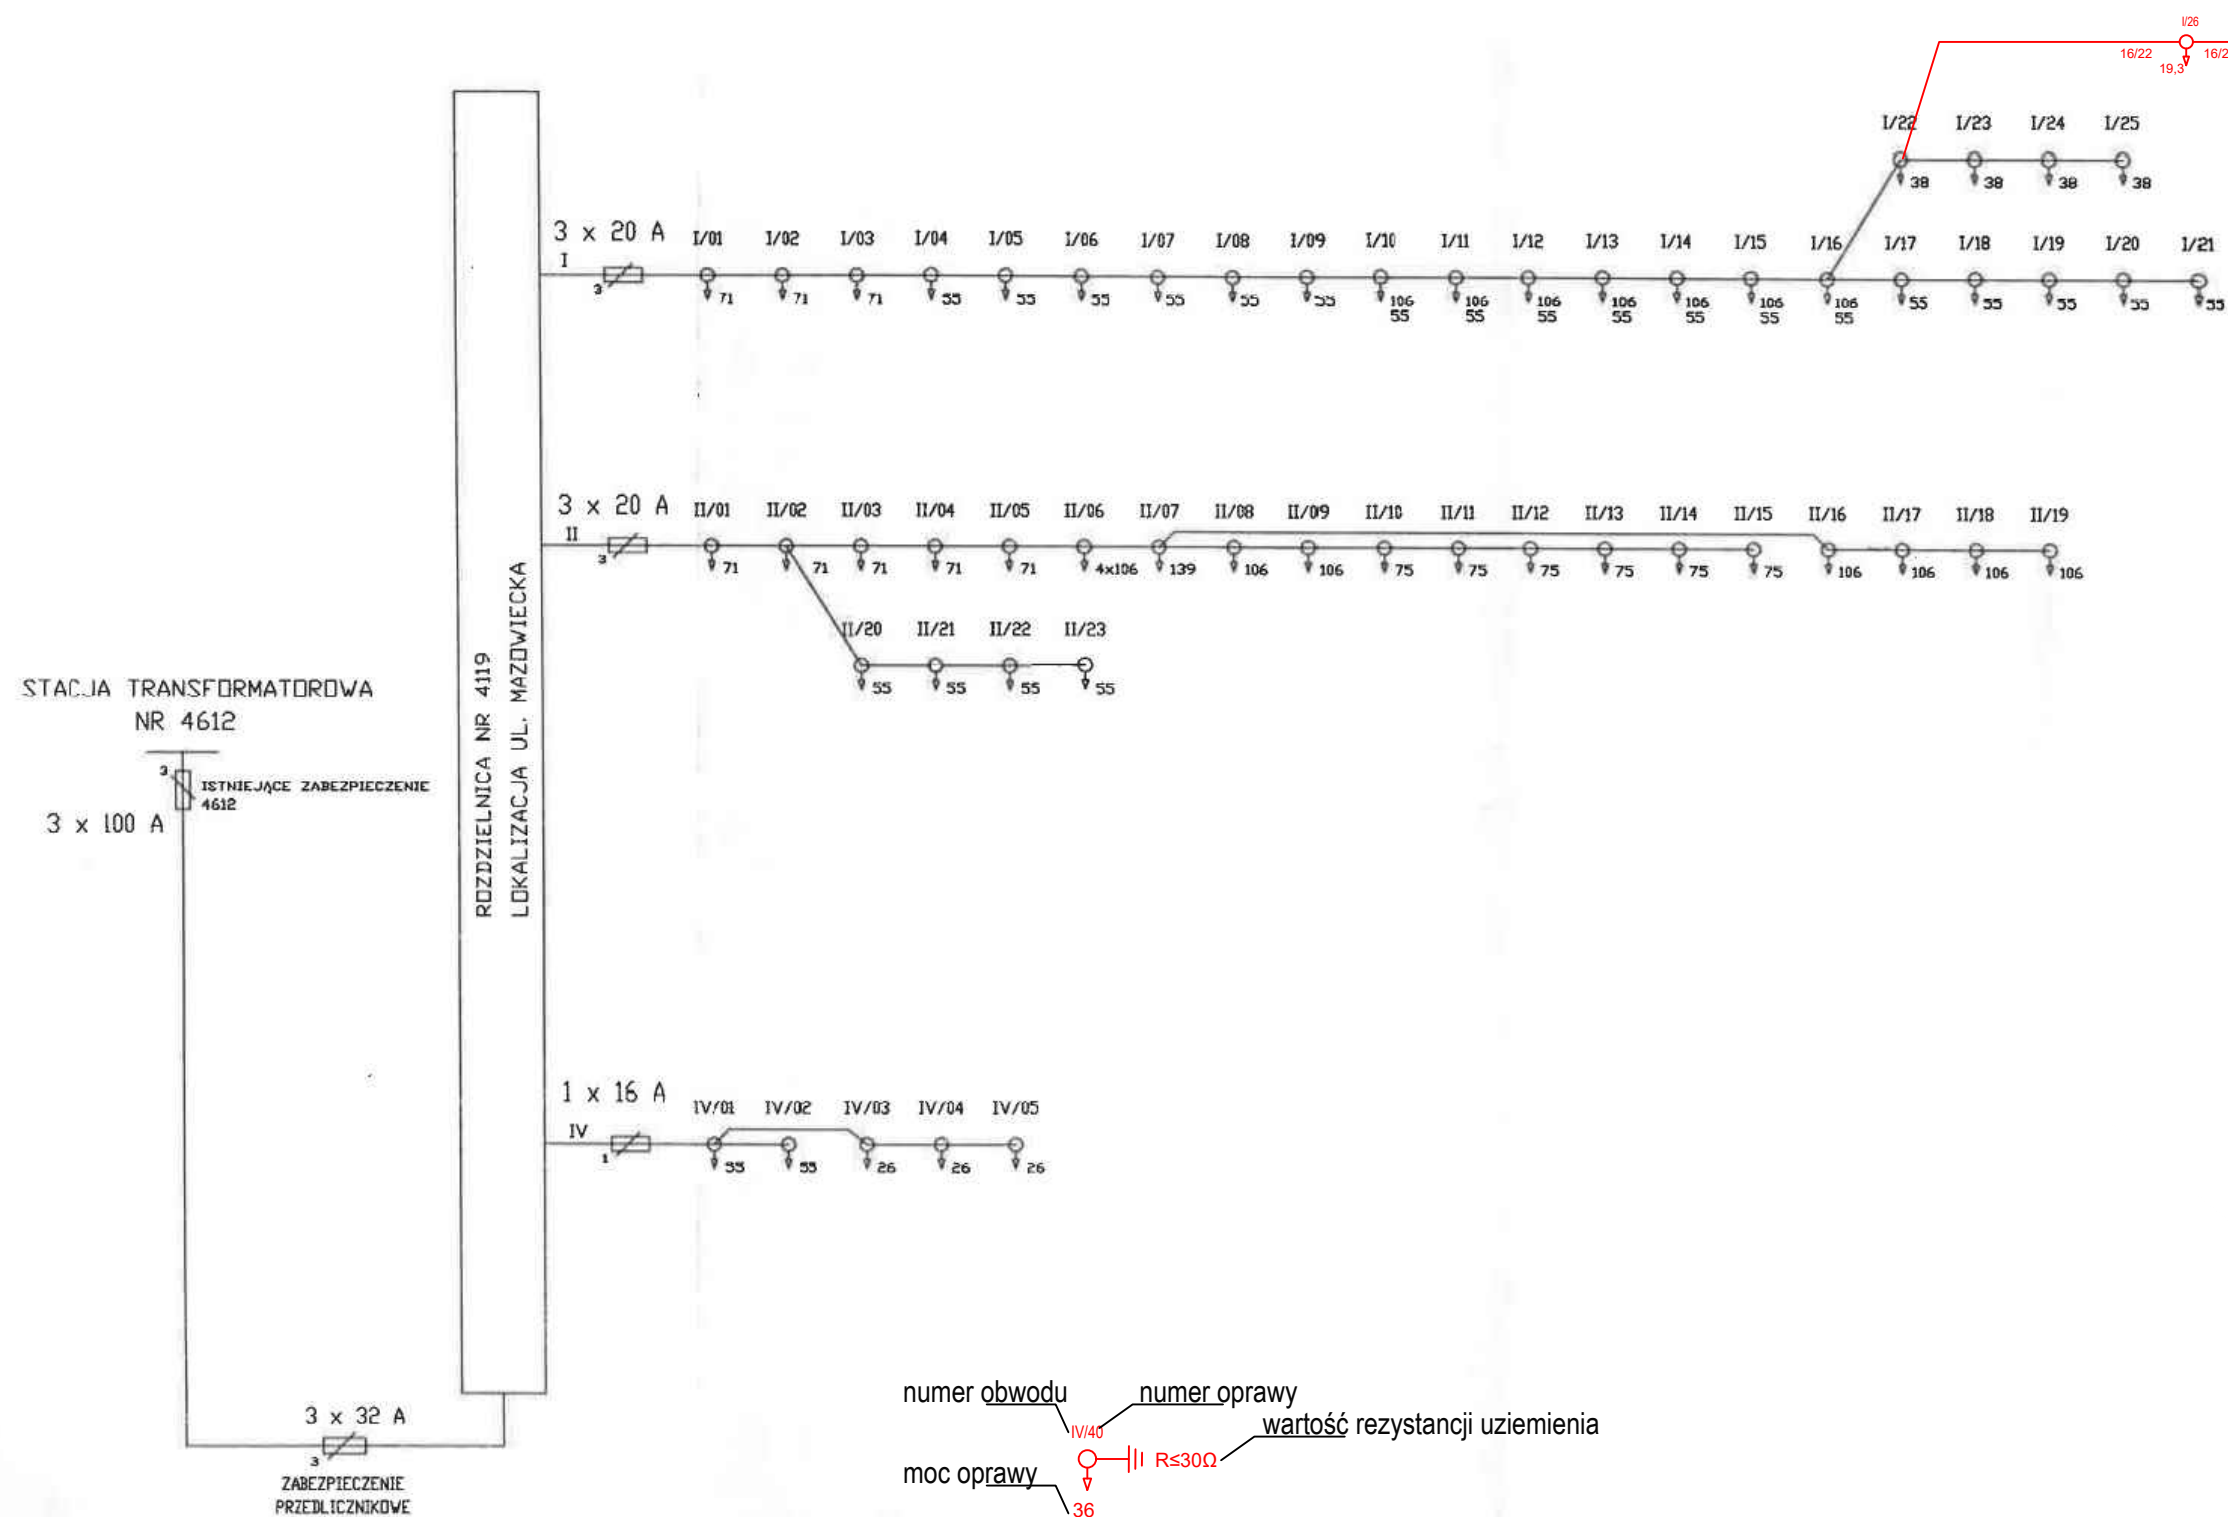 I/26
16/22
16/2
19,3
I/22 I/23 I/24 I/25
38 38 38 38
3 x 20 A
I/01 I/02 I/03 I/04 I/05 I/06 I/07 I/08 I/09 I/10 I/11 I/12 I/13 I/14 I/15 I/16 I/17 I/18 I/19 I/20 I/21
I
3
71 71 71 55 55 55 55 55 55 106 106 106 106 106 106 106 55 55 55 55 55
55 55 55 55 55 55 55
3 x 20 A
II/01 II/02 II/03 II/04 II/05 II/06 II/07 II/08 II/09 II/10 II/11 II/12 II/13 II/14 II/15 II/16 II/17 II/18 II/19
II
3
71 71 71 71 71 4x106 139 106 106 75 75 75 75 75 75 106 106 106 106
II/20 II/21 II/22 II/23
55 55 55 55
ROZDZIELNICA NR 4119
LOKALIZACJA UL. MAZOWIECKA
STACJA TRANSFORMATOROWA
NR 4612
3
ISTNIEJĄCE ZABEZPIECZENIE
4612
3 x 100 A
1 x 16 A
IV/01 IV/02 IV/03 IV/04 IV/05
IV
1
55 55 26 26 26
3 x 32 A
3
ZABEZPIECZENIE
PRZEDLICZNIKOWE
numer obwodu
numer oprawy
wartość rezystancji uziemienia
IV/40
R≤30Ω
moc oprawy
36